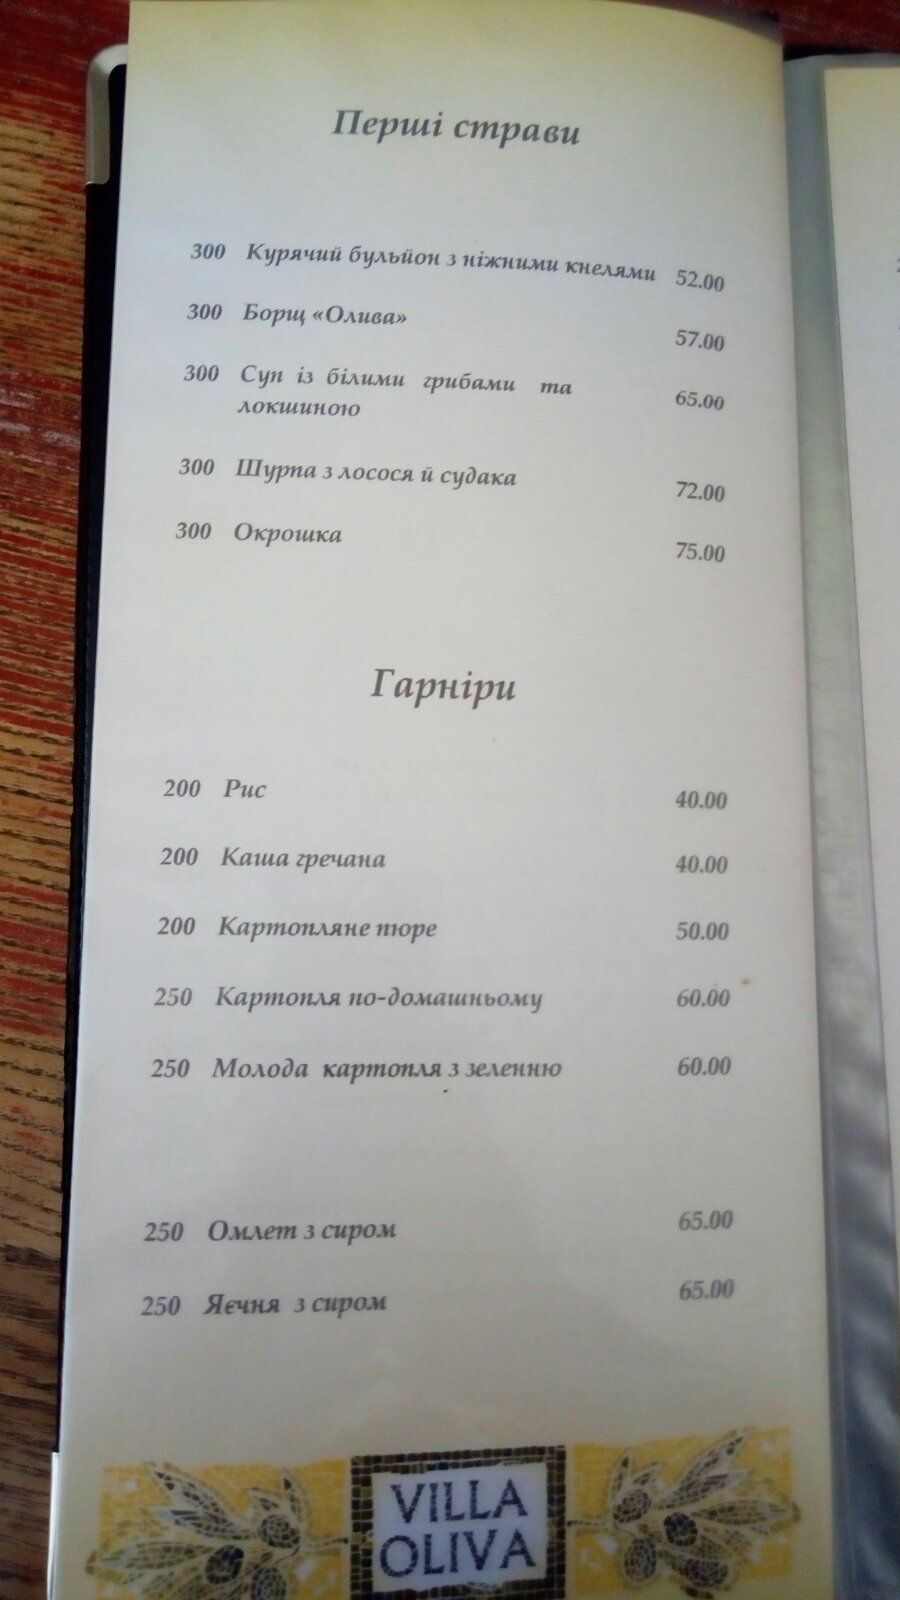 Перші страви
300 Курячий бульйон з ніжними кнелями 52.00
300 Борщ «Олива» 57.00
300 Суп із білими грибами та 65.00
локшиною
300 Шурпа з лосося й судака 72.00
300 Окрошка 75.00
Гарніри
200 Рис 40.00
200 Каша гречана 40.00
200 Картопляне пюре 50.00
250 Картопля по-домашньому 60.00
250 Молода картопля з зеленню 60.00
250 Омлет з сиром 65.00
250 Яєчня з сиром 65.00
VILLA
OLIVA